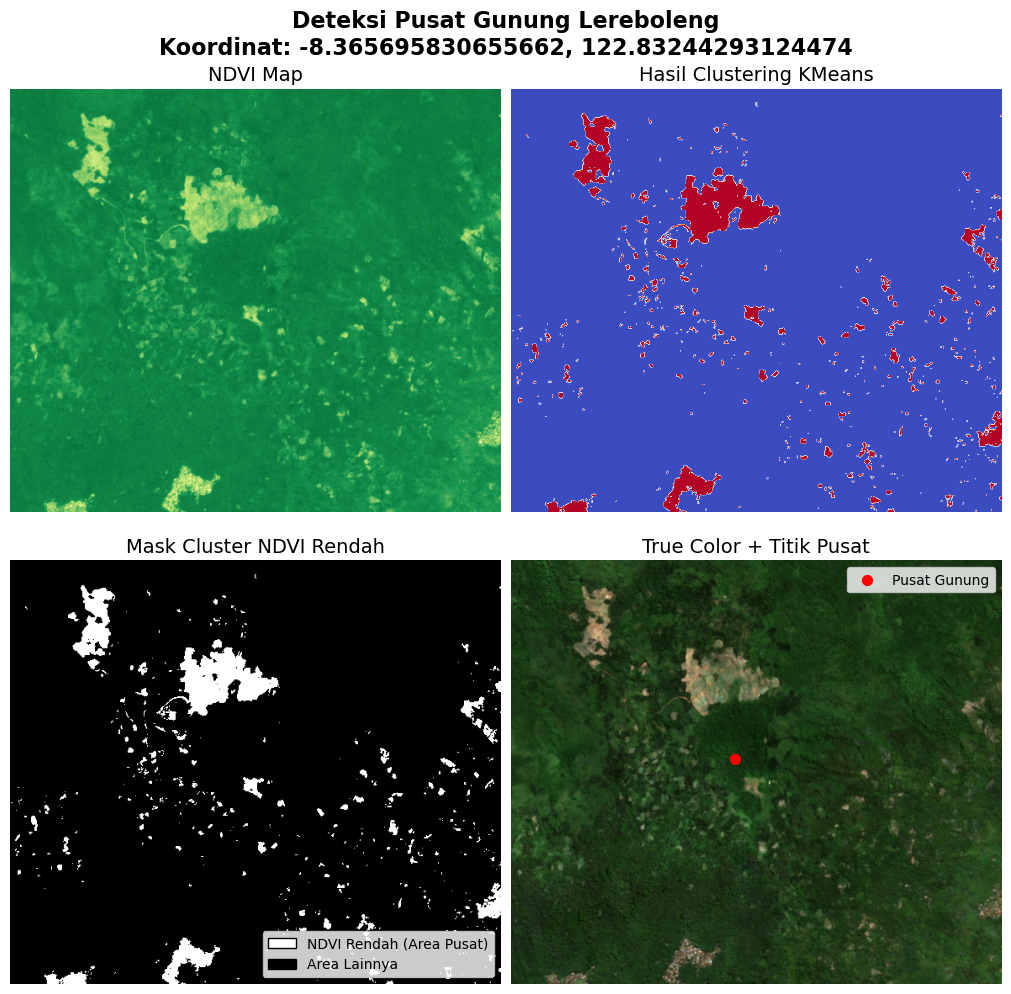 Deteksi Pusat Gunung Lereboleng
Koordinat: -8.365695830655662, 122.83244293124474
NDVI Map
Hasil Clustering KMeans
Mask Cluster NDVI Rendah
True Color + Titik Pusat
Pusat Gunung
NDVI Rendah (Area Pusat)
Area Lainnya